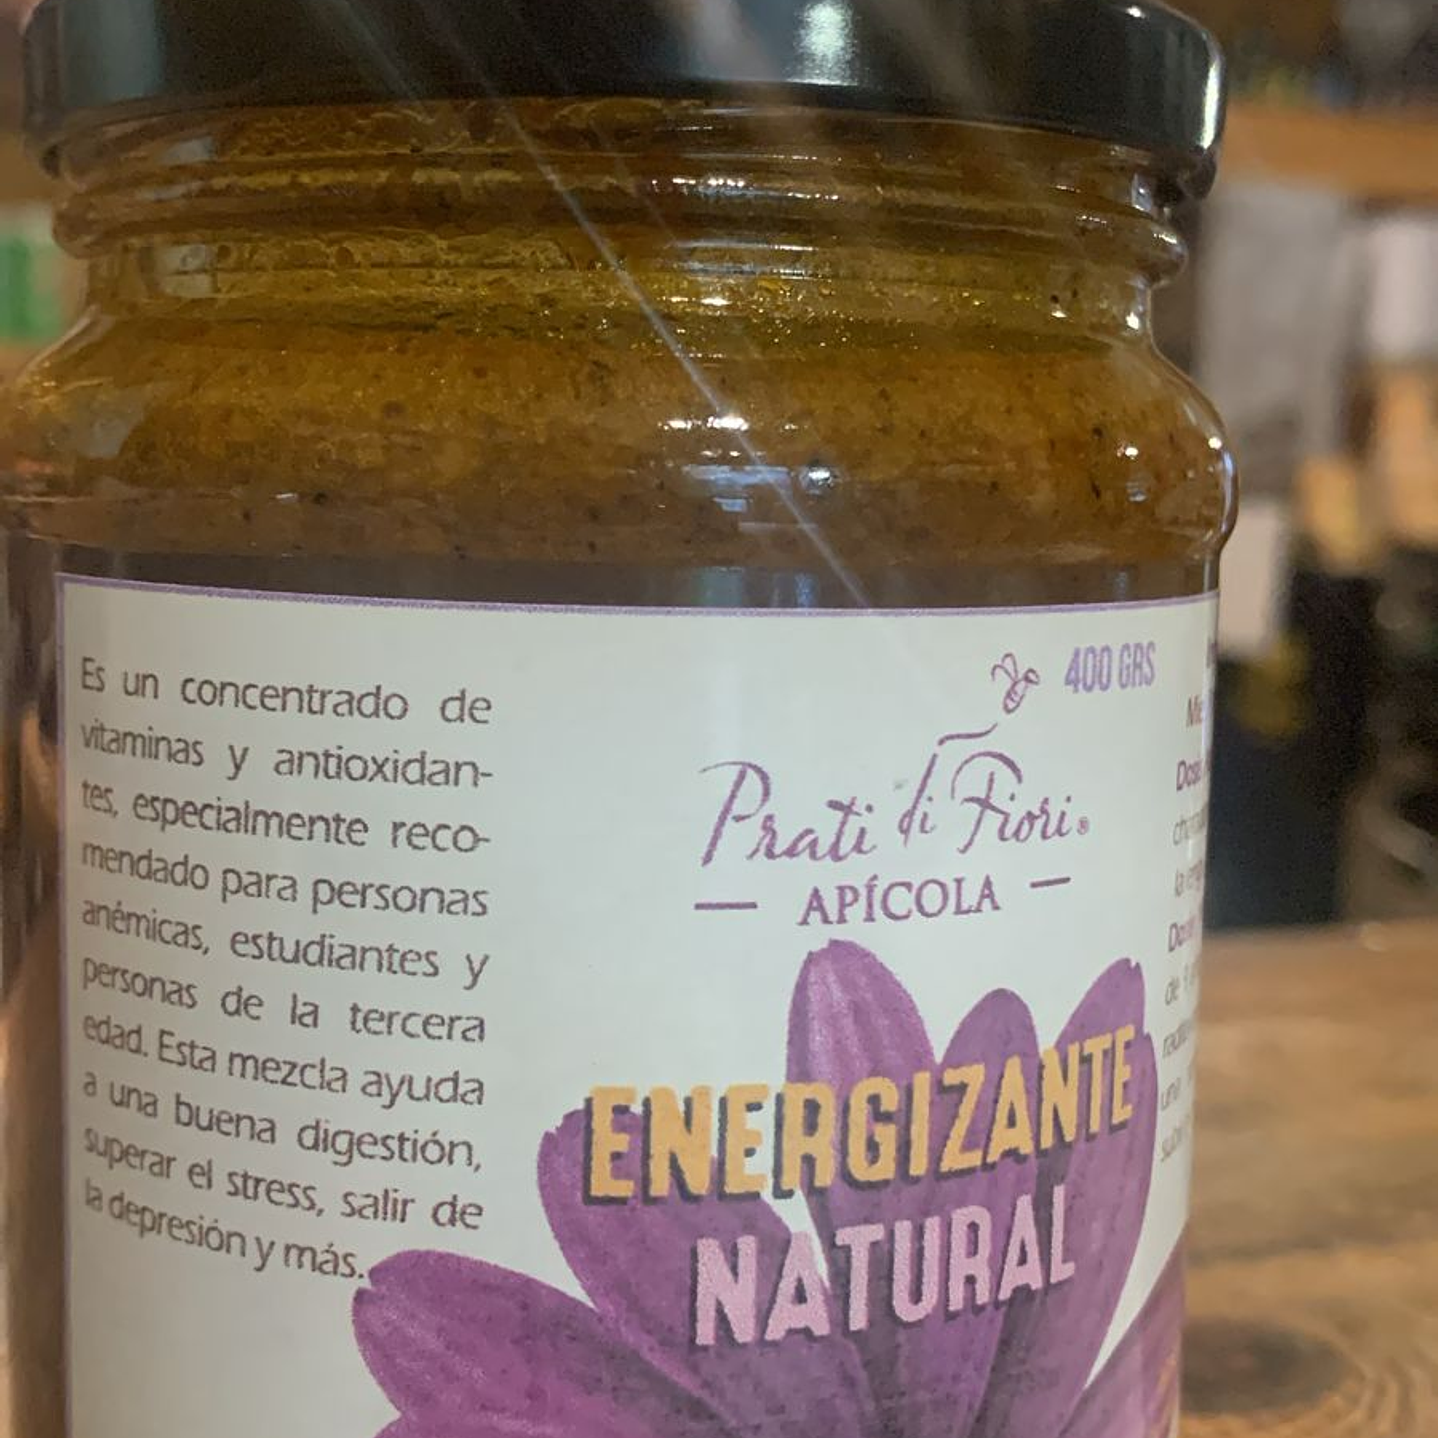 Es un concentrado de
vitaminas y antioxidan-
tes, especialmente reco-
mendado para personas
anémicas, estudiantes y
personas de la tercera
edad. Esta mezcla ayuda
a una buena digestión,
superar el stress, salir de
la depresión y más.
400 GRS
Prati di Fiori®
— APÍCOLA —
ENERGIZANTE
NATURAL